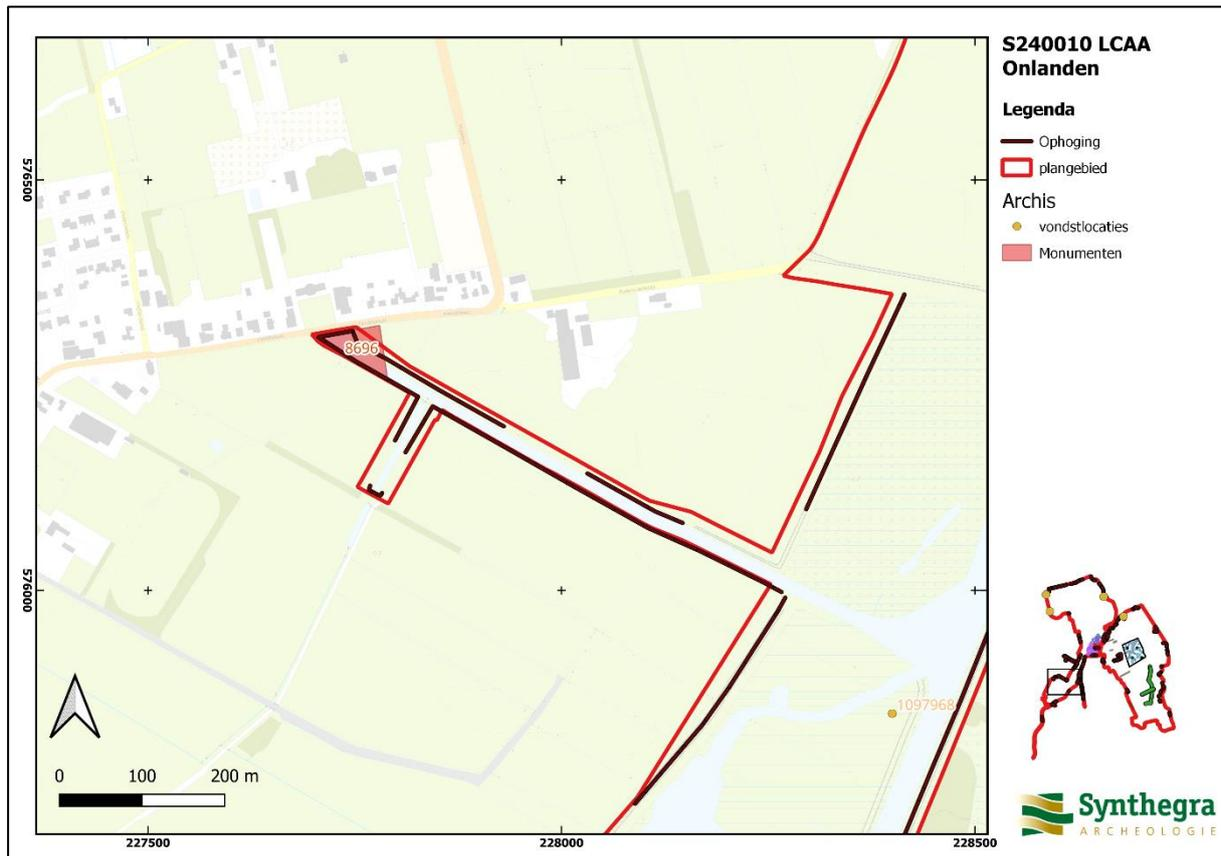 S240010 LCAA
Onlanden
Legenda
Ophoging
plangebied
Archis
vondstlocaties
Monumenten
576500
8696
576000
1097968
0 100 200 m
227500 228000 228500
Synthegra
ARCHEOLOGIE